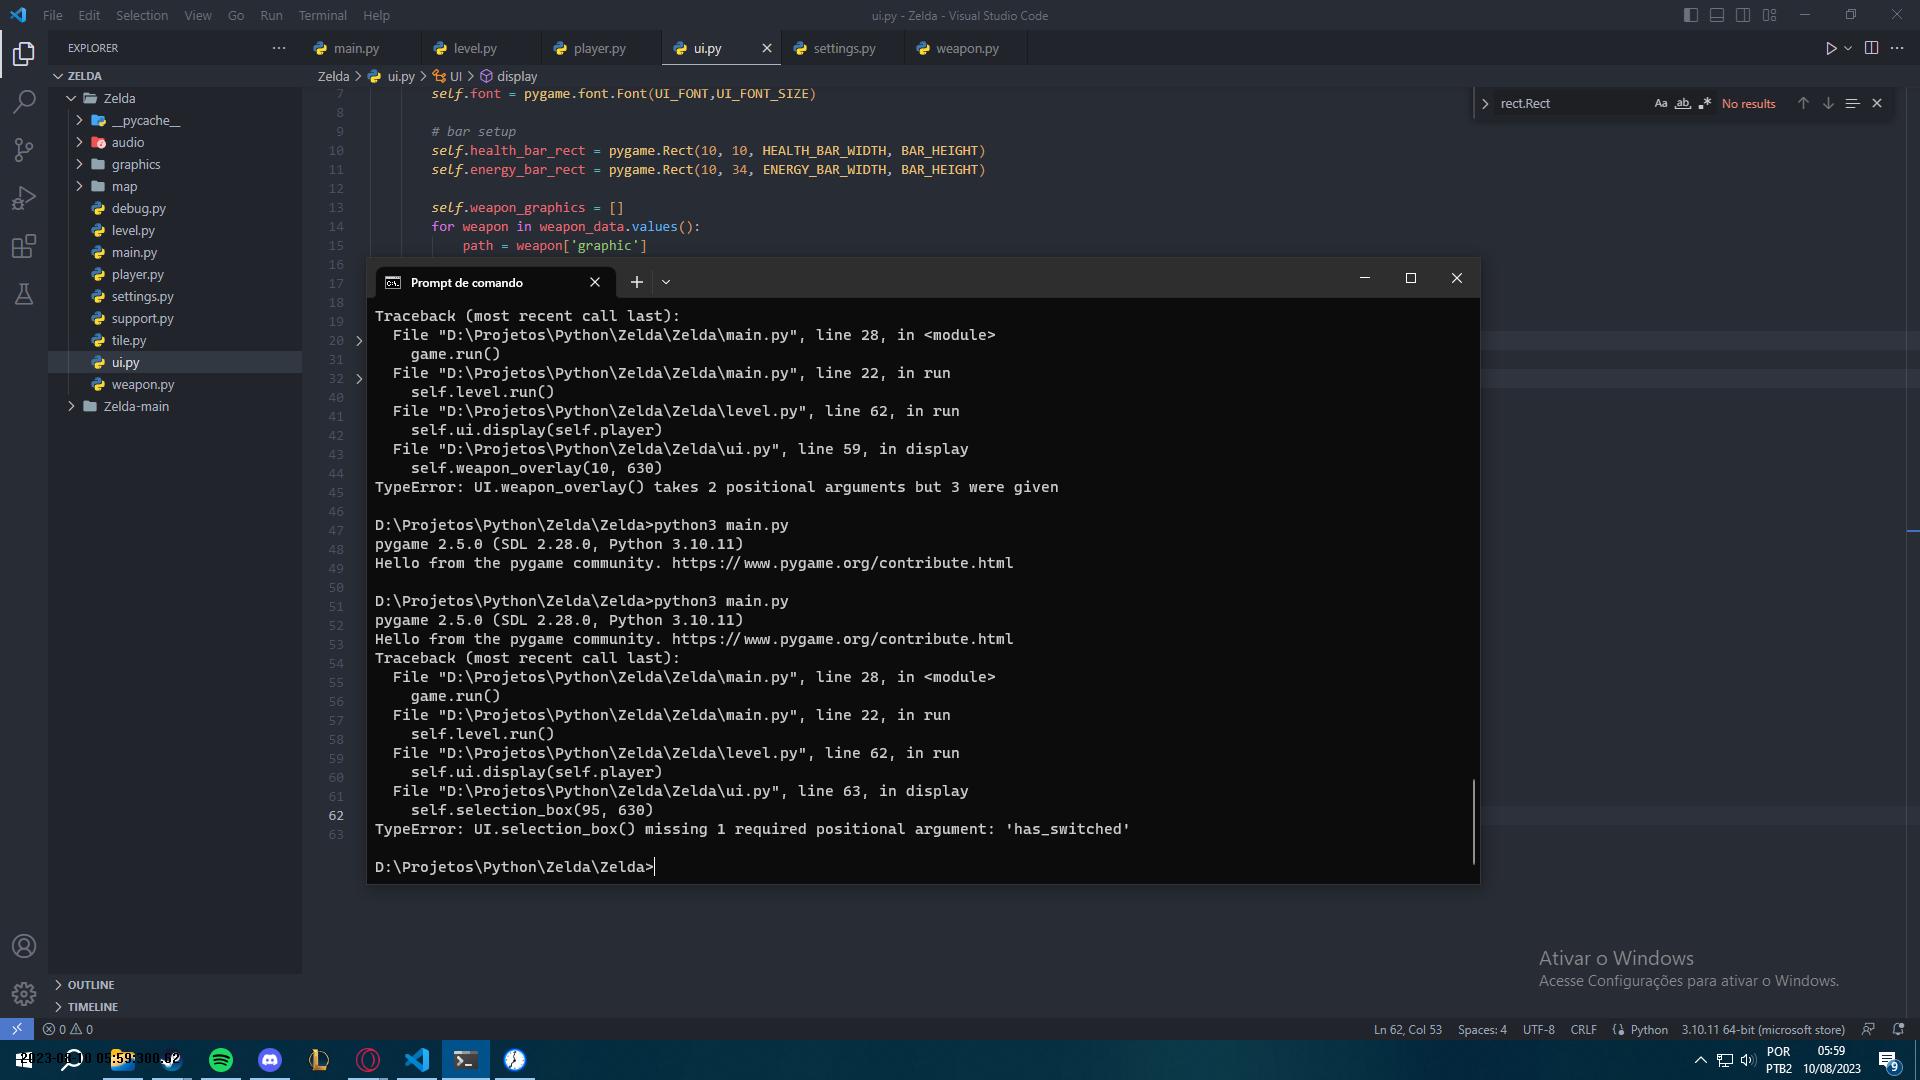 File Edit Selection View Go Run Terminal Help
ui.py - Zelda - Visual Studio Code
EXPLORER
main.py
level.py
player.py
ui.py
settings.py
weapon.py
ZELDA
Zelda
__pycache__
audio
graphics
map
debug.py
level.py
main.py
player.py
settings.py
support.py
tile.py
ui.py
weapon.py
Zelda-main
OUTLINE
TIMELINE
Zelda > ui.py > UI > display
rect.Rect
Aa ab
No results
7 self.font = pygame.font.Font(UI_FONT,UI_FONT_SIZE)
8
9 # bar setup
10 self.health_bar_rect = pygame.Rect(10, 10, HEALTH_BAR_WIDTH, BAR_HEIGHT)
11 self.energy_bar_rect = pygame.Rect(10, 34, ENERGY_BAR_WIDTH, BAR_HEIGHT)
12
13 self.weapon_graphics = []
14 for weapon in weapon_data.values():
15 path = weapon['graphic']
16
17
18
19
20
31
32
40
41
42
43
44
45
46
47
48
49
50
51
52
53
54
55
56
57
58
59
60
61
62
63
Prompt de comando
Traceback (most recent call last):
File "D:\Projetos\Python\Zelda\Zelda\main.py", line 28, in <module>
game.run()
File "D:\Projetos\Python\Zelda\Zelda\main.py", line 22, in run
self.level.run()
File "D:\Projetos\Python\Zelda\Zelda\level.py", line 62, in run
self.ui.display(self.player)
File "D:\Projetos\Python\Zelda\Zelda\ui.py", line 59, in display
self.weapon_overlay(10, 630)
TypeError: UI.weapon_overlay() takes 2 positional arguments but 3 were given
D:\Projetos\Python\Zelda\Zelda>python3 main.py
pygame 2.5.0 (SDL 2.28.0, Python 3.10.11)
Hello from the pygame community. https://www.pygame.org/contribute.html
D:\Projetos\Python\Zelda\Zelda>python3 main.py
pygame 2.5.0 (SDL 2.28.0, Python 3.10.11)
Hello from the pygame community. https://www.pygame.org/contribute.html
Traceback (most recent call last):
File "D:\Projetos\Python\Zelda\Zelda\main.py", line 28, in <module>
game.run()
File "D:\Projetos\Python\Zelda\Zelda\main.py", line 22, in run
self.level.run()
File "D:\Projetos\Python\Zelda\Zelda\level.py", line 62, in run
self.ui.display(self.player)
File "D:\Projetos\Python\Zelda\Zelda\ui.py", line 63, in display
self.selection_box(95, 630)
TypeError: UI.selection_box() missing 1 required positional argument: 'has_switched'
D:\Projetos\Python\Zelda\Zelda>
Ativar o Windows
Acesse Configurações para ativar o Windows.
0 0
Ln 62, Col 53
Spaces: 4
UTF-8
CRLF
Python
3.10.11 64-bit (microsoft store)
POR
PTB2
05:59
10/08/2023
9